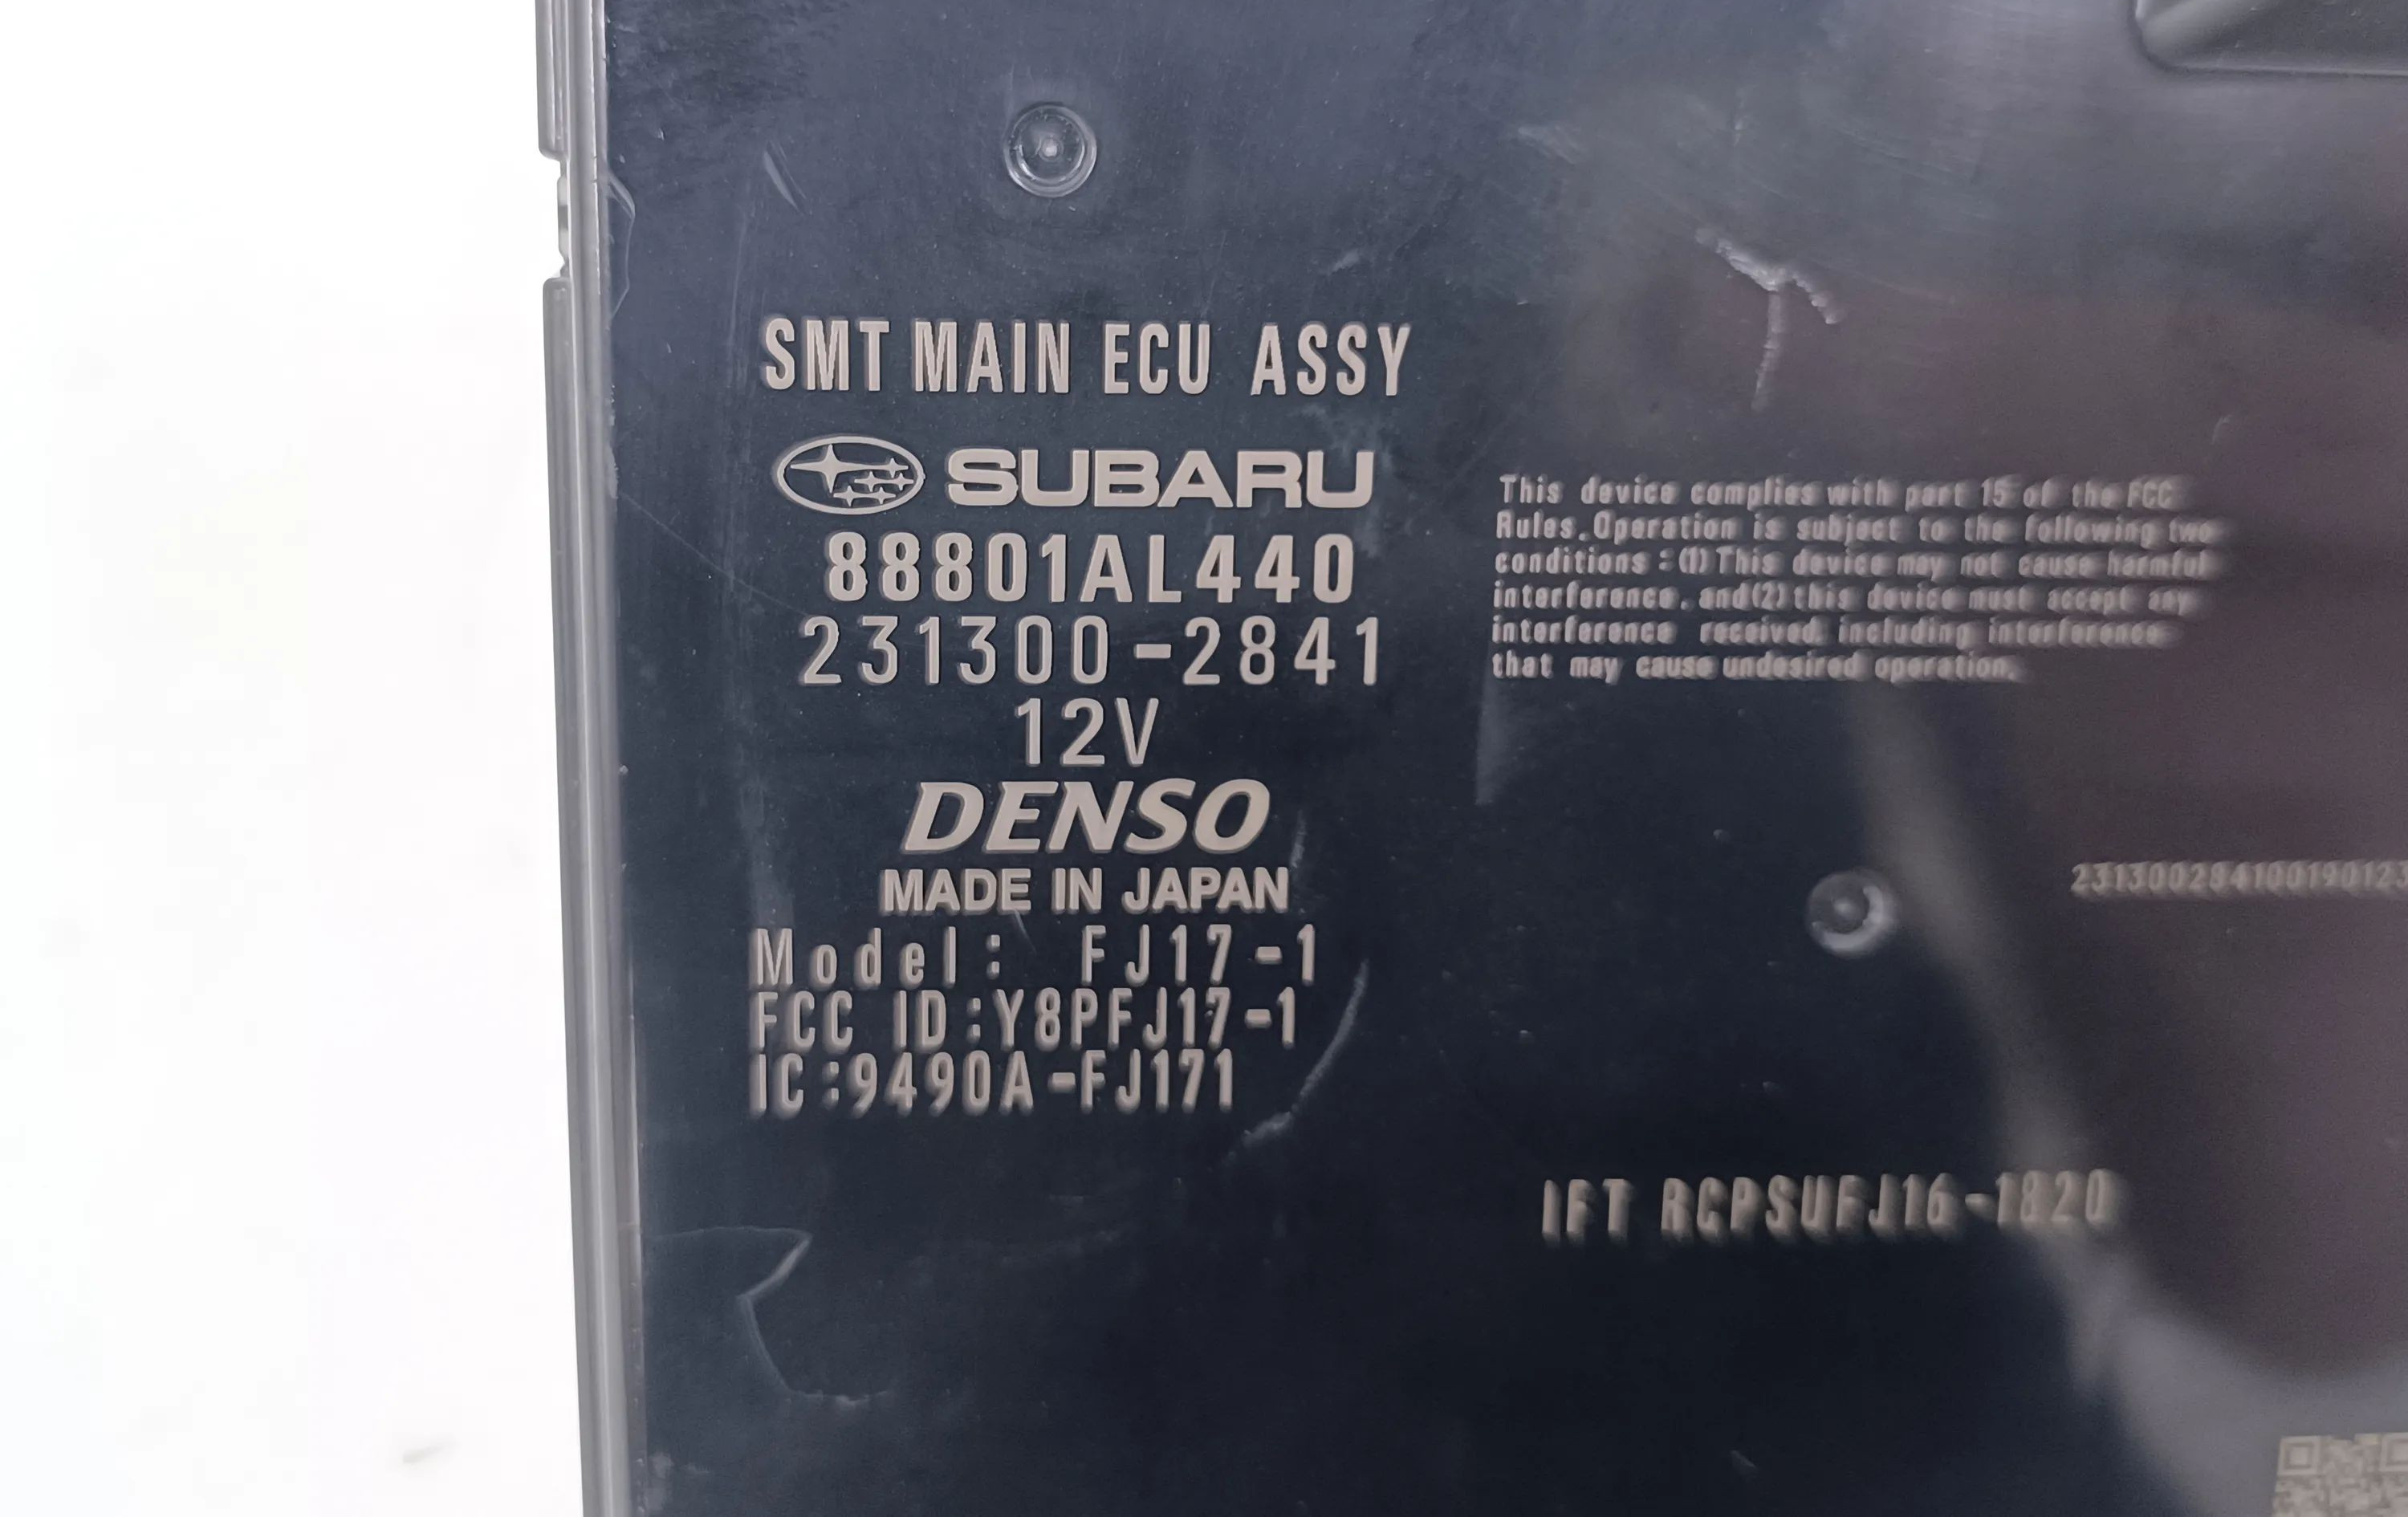 SMT MAIN ECU ASSY
SUBARU
88801AL440
231300-2841
12V
DENSO
MADE IN JAPAN
Model: FJ17-1
FCC ID:Y8PFJ17-1
IC:9490A-FJ171
This device complies with part 15 of the FCC
Rules.Operation is subject to the following two
conditions:(1)This device may not cause harmful
interference, and(2)this device must accept any
interference received, including interference
that may cause undesired operation.
231300284100190123
IFT RCPSUFJ16-1820